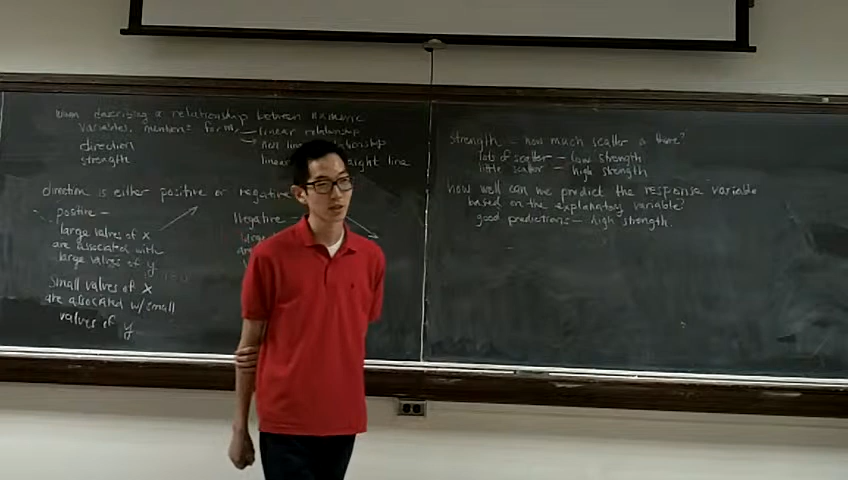 When describing a relationship between numeric
variables, mention: form, linear relationship
non linear relationship
direction
strength
linear straight line
direction is either positive or negative
positive -
large values of x
are associated with
large values of y
Small values of x
are associated w/ small
values of y
Negative -
strength - how much scatter is there?
lots of scatter - low strength
little scatter - high strength
how well can we predict the response variable
based on the explanatory variable?
good predictions - high strength.